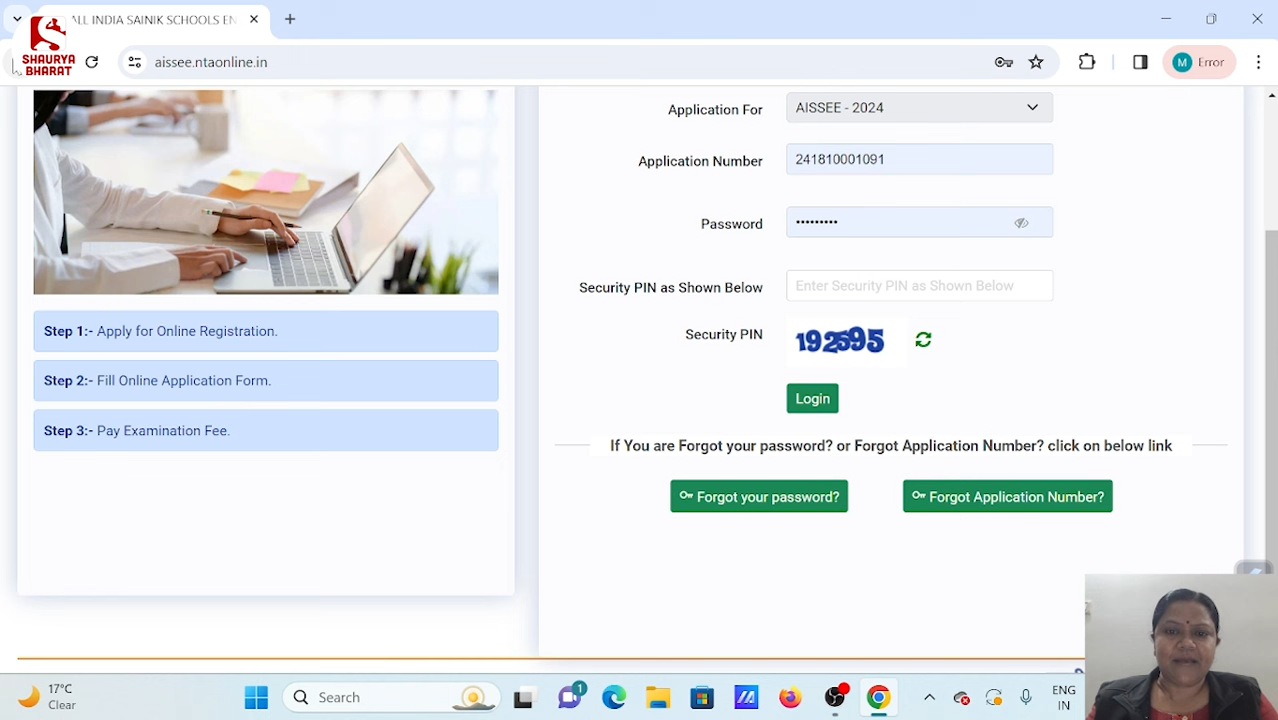 ALL INDIA SAINIK SCHOOLS EN
SHAURYA
BHARAT
aissee.ntaonline.in
M Error
Application For AISSEE - 2024
Application Number 241810001091
Password •••••••••
Security PIN as Shown Below Enter Security PIN as Shown Below
Security PIN 192595
Login
If You are Forgot your password? or Forgot Application Number? click on below link
Forgot your password? Forgot Application Number?
Step 1:- Apply for Online Registration.
Step 2:- Fill Online Application Form.
Step 3:- Pay Examination Fee.
17°C
Clear
Search
1
ENG
IN